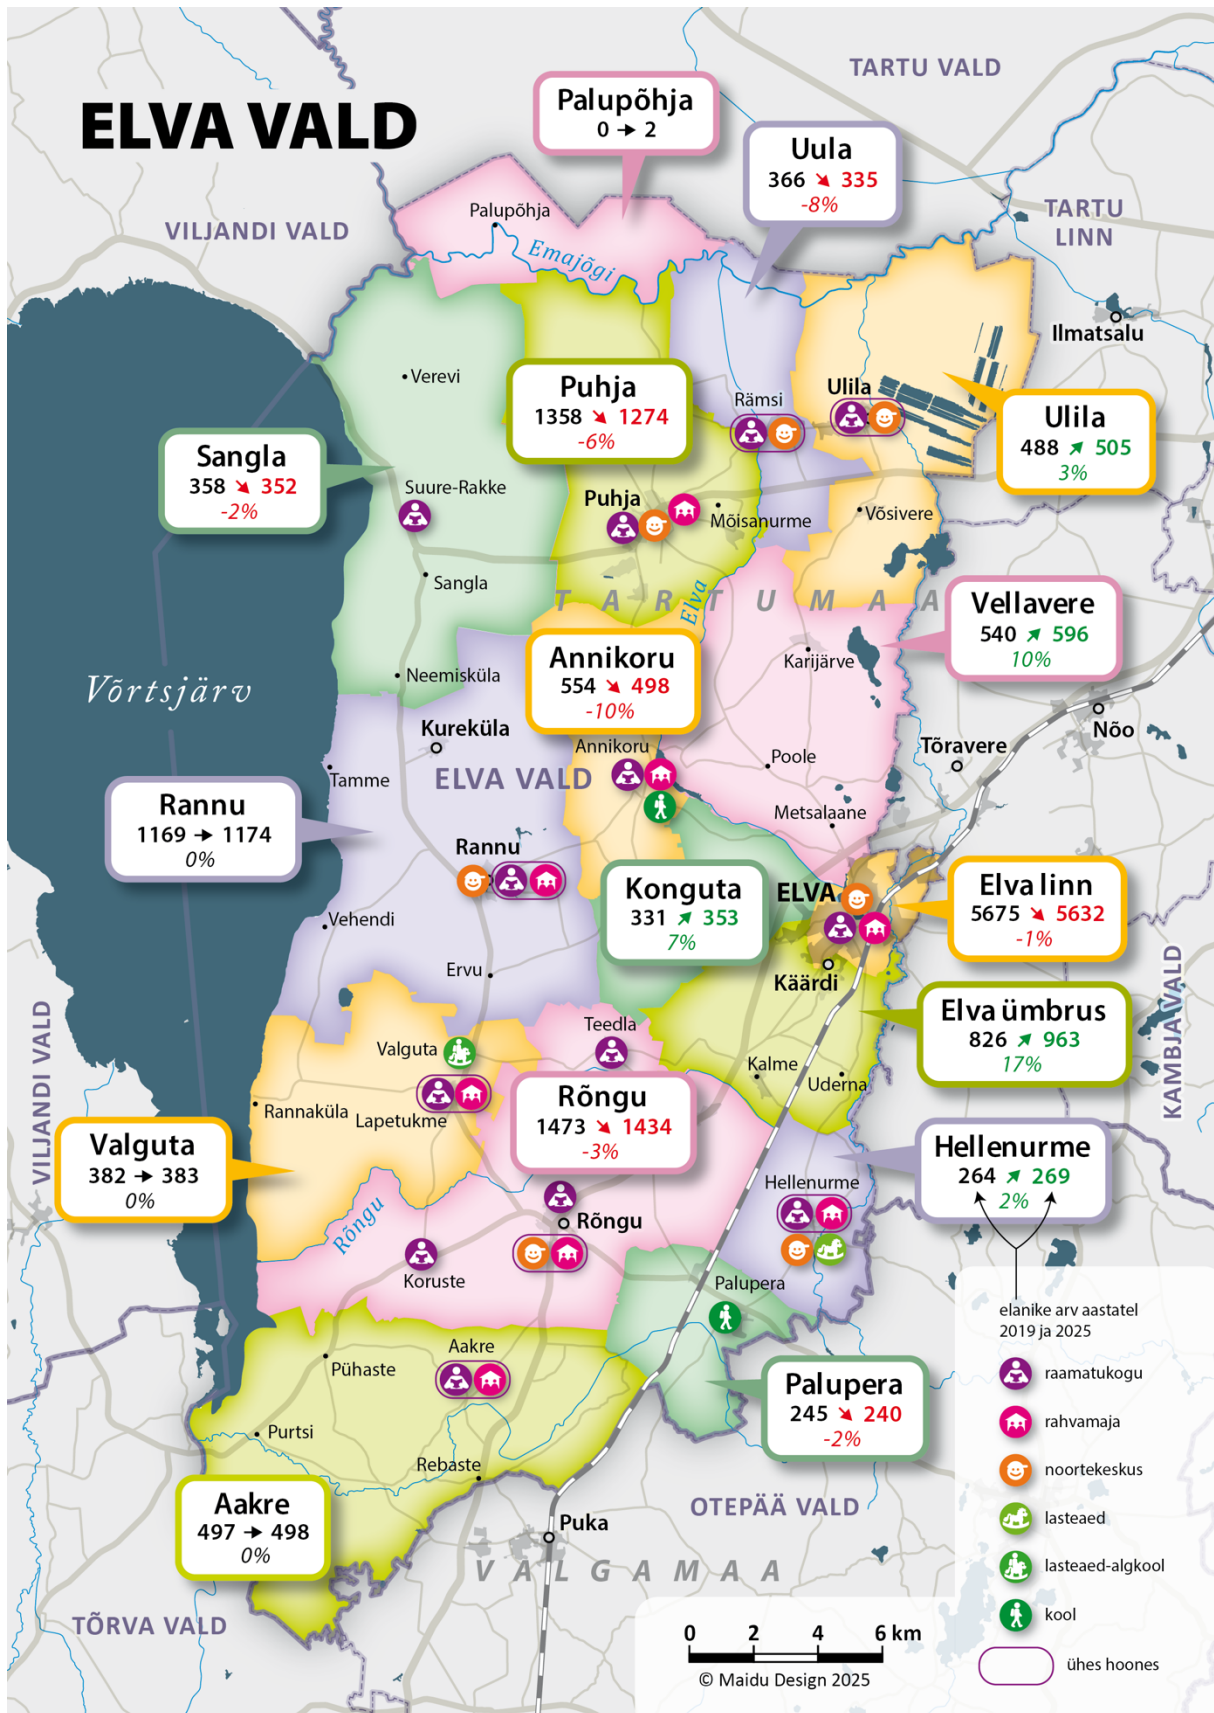 ELVA VALD
TARTU VALD
Palupõhja
0 → 2
Uula
366 ↘ 335
-8%
VILJANDI VALD
TARTU
LINN
Palupõhja
Emajõgi
Ilmatsalu
Verevi
Puhja
1358 ↘ 1274
-6%
Rämsi
Ulila
Ulila
488 ↗ 505
3%
Sangla
358 ↘ 352
-2%
Suure-Rakke
Puhja
Mõisanurme
Võsivere
Sangla
Elva
TARTUMAA
Vellavere
540 ↗ 596
10%
Annikoru
554 ↘ 498
-10%
Karijärve
Neemisküla
Võrtsjärv
Kureküla
Annikoru
Nõo
Tõravere
Poole
Tamme
ELVA VALD
Metsalaane
Rannu
1169 → 1174
0%
Rannu
Konguta
331 ↗ 353
7%
ELVA
Elva linn
5675 ↘ 5632
-1%
Vehendi
Ervu
Käärdi
KAMBJA VALD
Elva ümbrus
826 ↗ 963
17%
VILJANDI VALD
Teedla
Valguta
Kalme
Uderna
Rannaküla
Lapetukme
Rõngu
1473 ↘ 1434
-3%
Valguta
382 → 383
0%
Hellenurme
264 ↗ 269
2%
Hellenurme
Rõngu
Rõngu
Koruste
Palupera
elanike arv aastatel
2019 ja 2025
Aakre
Pühaste
raamatukogu
Palupera
245 ↘ 240
-2%
rahvamaja
Purtsi
Rebaste
noortekeskus
Aakre
497 → 498
0%
OTEPÄÄ VALD
lasteaed
Puka
VALGAMAA
lasteaed-algkool
TÕRVA VALD
kool
0 2 4 6 km
ühes hoones
© Maidu Design 2025